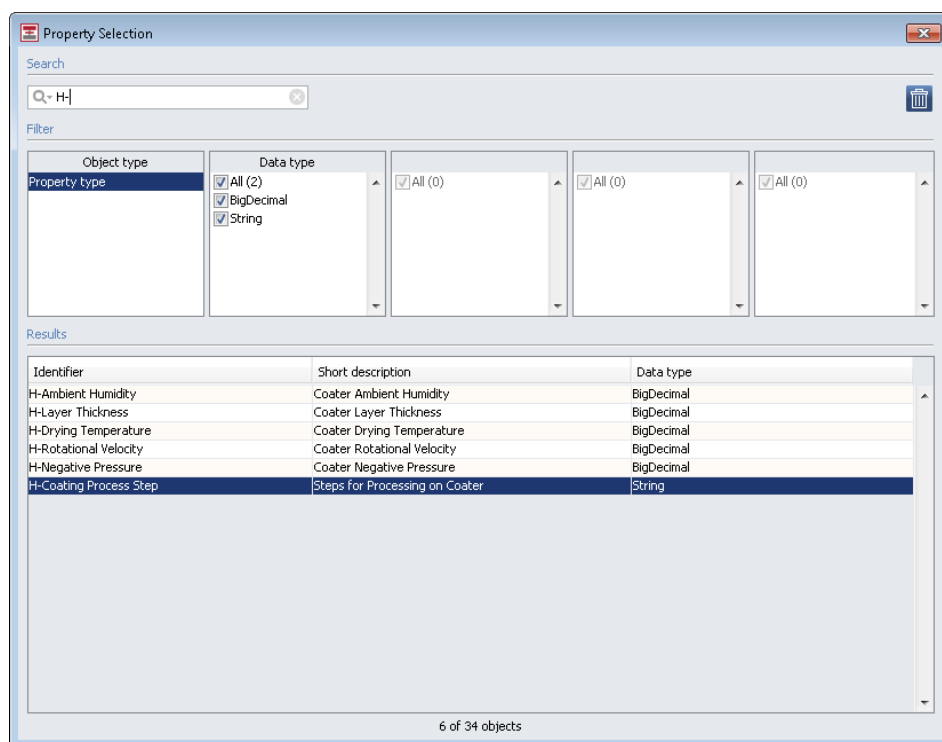 Property Selection
Search
H-
Filter
Object type Data type
Property type All (2) All (0) All (0) All (0)
BigDecimal
String
Results
Identifier Short description Data type
H-Ambient Humidity Coater Ambient Humidity BigDecimal
H-Layer Thickness Coater Layer Thickness BigDecimal
H-Drying Temperature Coater Drying Temperature BigDecimal
H-Rotational Velocity Coater Rotational Velocity BigDecimal
H-Negative Pressure Coater Negative Pressure BigDecimal
H-Coating Process Step Steps for Processing on Coater String
6 of 34 objects